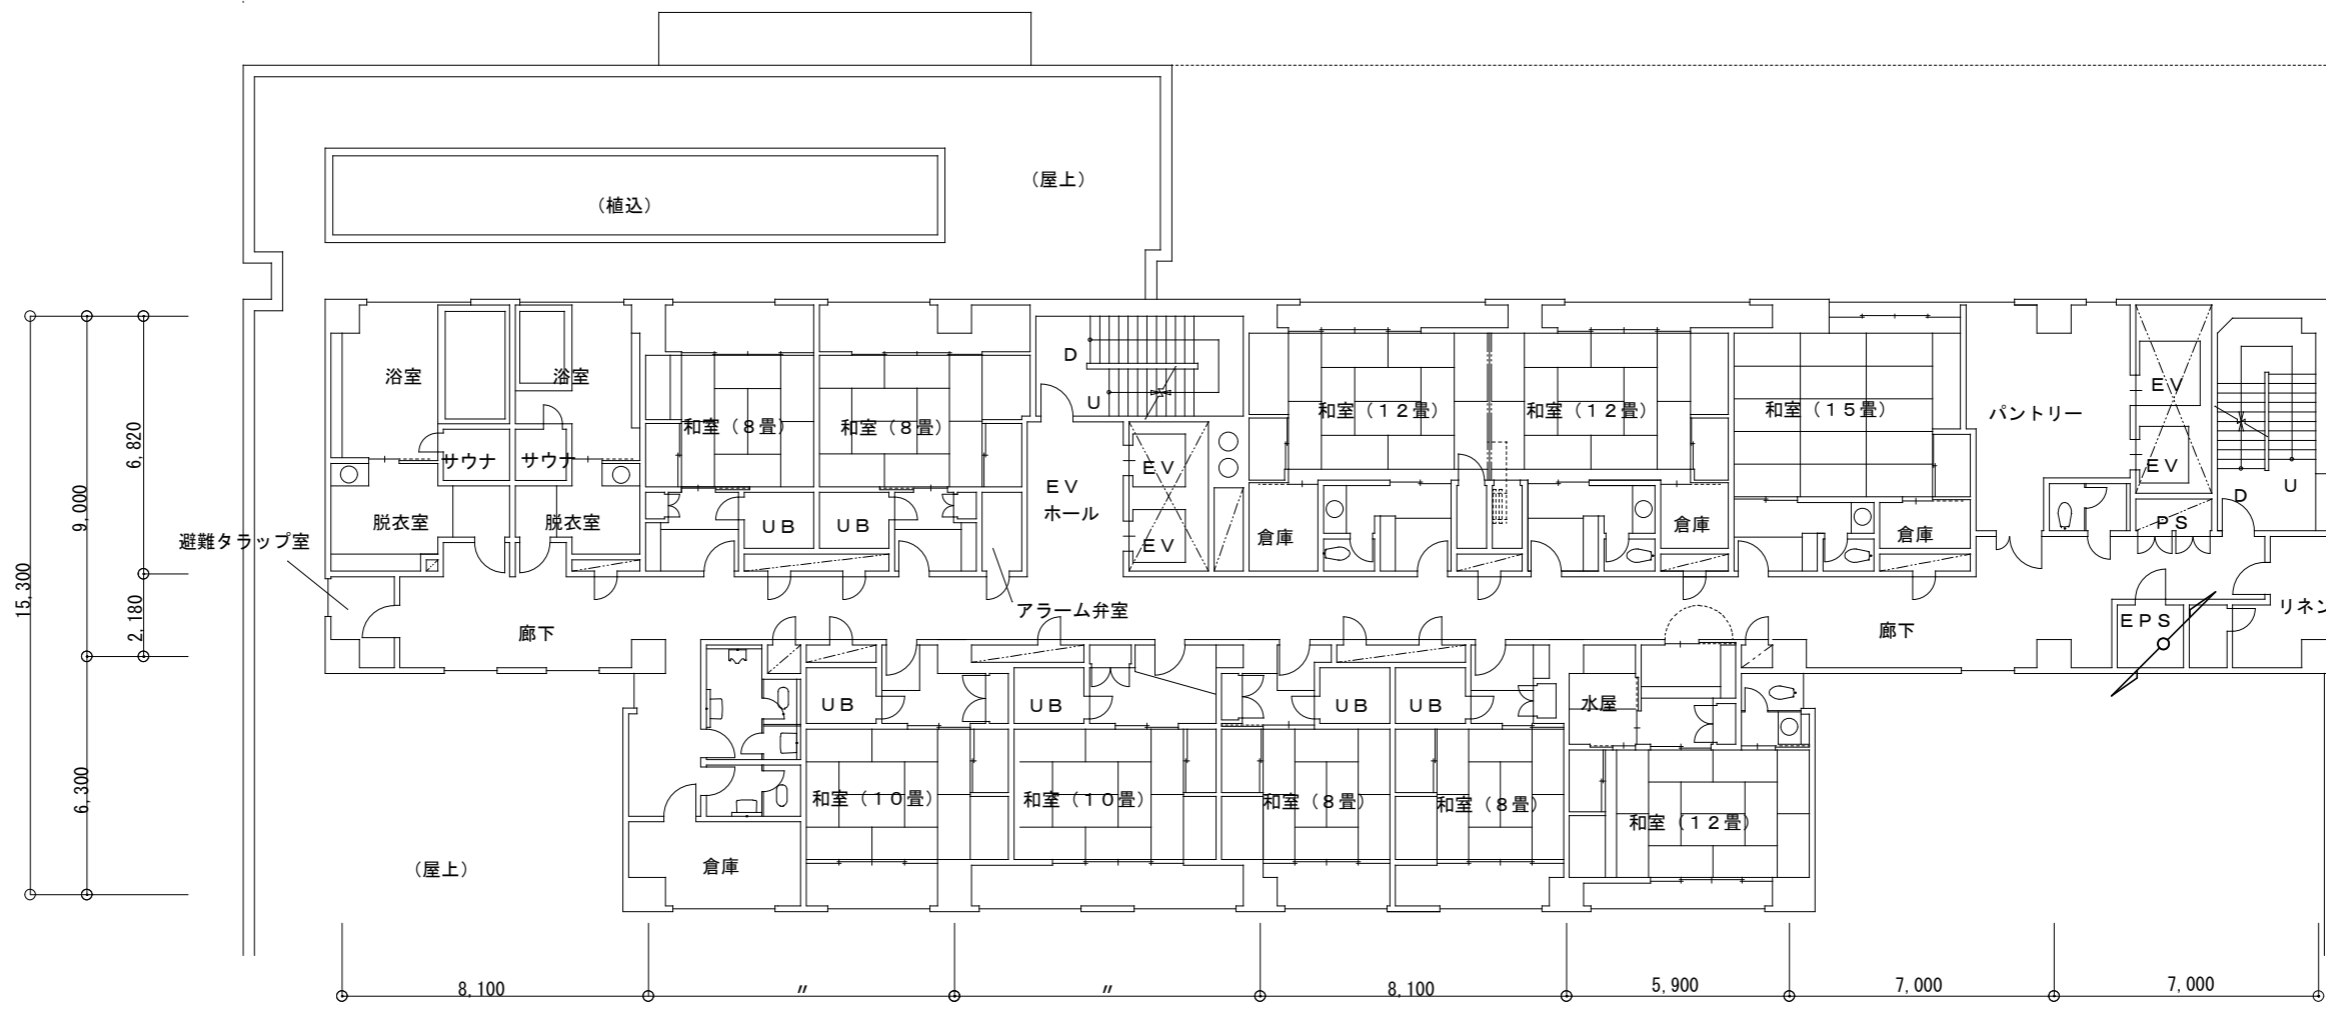 （屋上）
（植込）
浴室
浴室
サウナ
サウナ
脱衣室
脱衣室
避難タラップ室
廊下
和室（８畳）
和室（８畳）
ＵＢ
ＵＢ
Ｄ
Ｕ
ＥＶ
ホール
ＥＶ
ＥＶ
アラーム弁室
和室（１２畳）
和室（１２畳）
和室（１５畳）
倉庫
倉庫
倉庫
パントリー
ＥＶ
ＥＶ
ＰＳ
Ｄ
Ｕ
廊下
ＥＰＳ
リネン
ＵＢ
ＵＢ
ＵＢ
ＵＢ
水屋
和室（１０畳）
和室（１０畳）
和室（８畳）
和室（８畳）
和室（１２畳）
倉庫
（屋上）
15,300
9,000
6,820
2,180
6,300
8,100
〃
〃
8,100
5,900
7,000
7,000